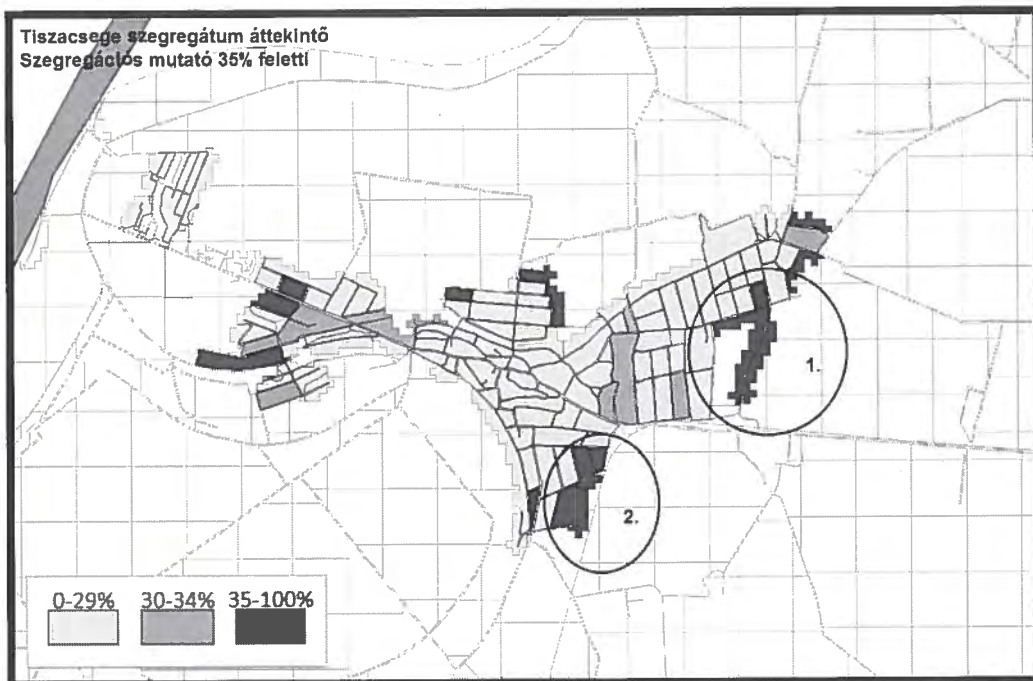 Tiszacsege szegregátum áttekintő
Szegregációs mutató 35% feletti
1.
2.
0-29% 30-34% 35-100%